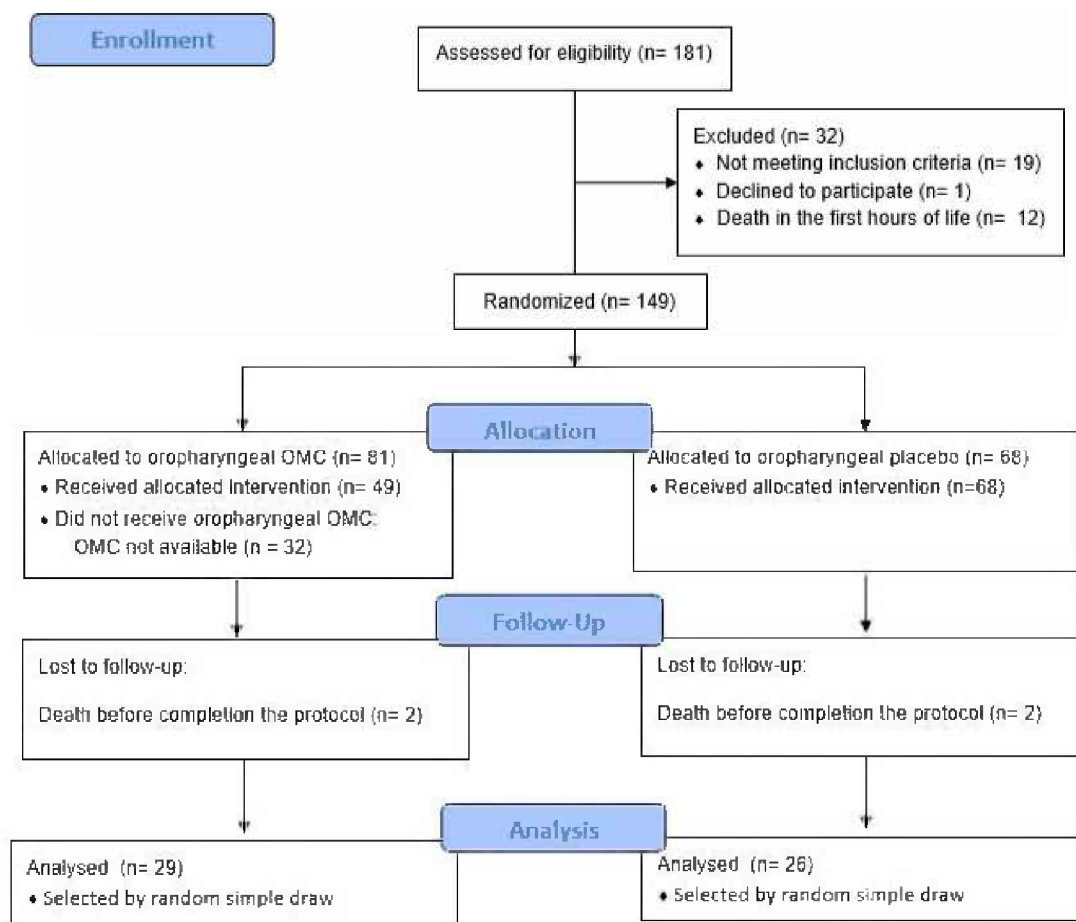 Enrollment
Assessed for eligibility (n= 181)
Excluded (n= 32)
♦ Not meeting inclusion criteria (n= 19)
♦ Declined to participate (n= 1)
♦ Death in the first hours of life (n= 12)
Randomized (n= 149)
Allocation
Allocated to oropharyngeal OMC (n= 81)
♦ Received allocated intervention (n= 49)
♦ Did not receive oropharyngeal OMC:
OMC not available (n = 32)
Allocated to oropharyngeal placebo (n= 68)
♦ Received allocated intervention (n=68)
Follow-Up
Lost to follow-up:
Death before completion the protocol (n= 2)
Lost to follow-up:
Death before completion the protocol (n= 2)
Analysis
Analysed (n= 29)
♦ Selected by random simple draw
Analysed (n= 26)
♦ Selected by random simple draw